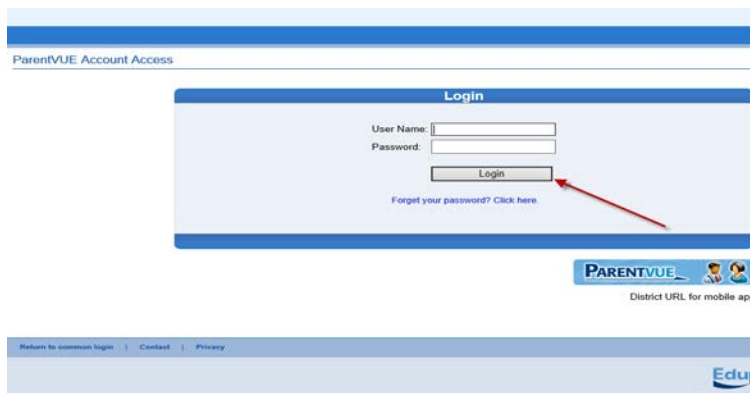 ParentVUE Account Access
Login
User Name:
Password:
Login
Forget your password? Click here.
PARENTVUE
District URL for mobile ap
Return to common login | Contact | Privacy
Edu